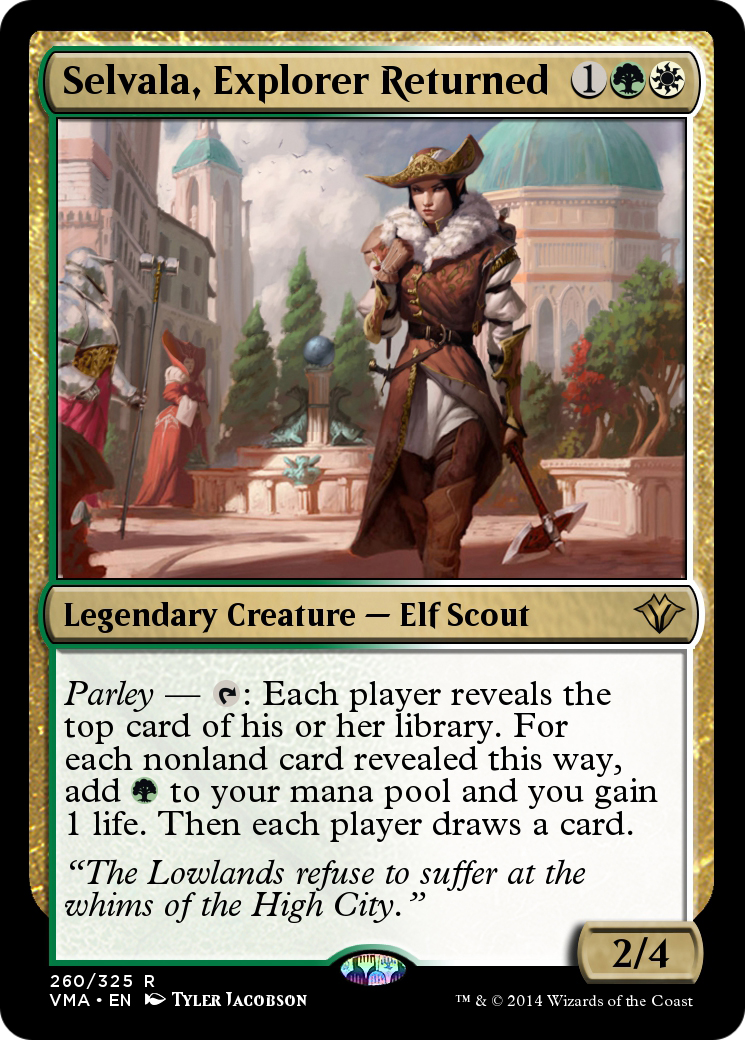 Selvala, Explorer Returned 1
Legendary Creature — Elf Scout
Parley — : Each player reveals the
top card of his or her library. For
each nonland card revealed this way,
add to your mana pool and you gain
1 life. Then each player draws a card.
“The Lowlands refuse to suffer at the
whims of the High City.”
2/4
260/325 R
VMA • EN Tyler Jacobson
™ & © 2014 Wizards of the Coast